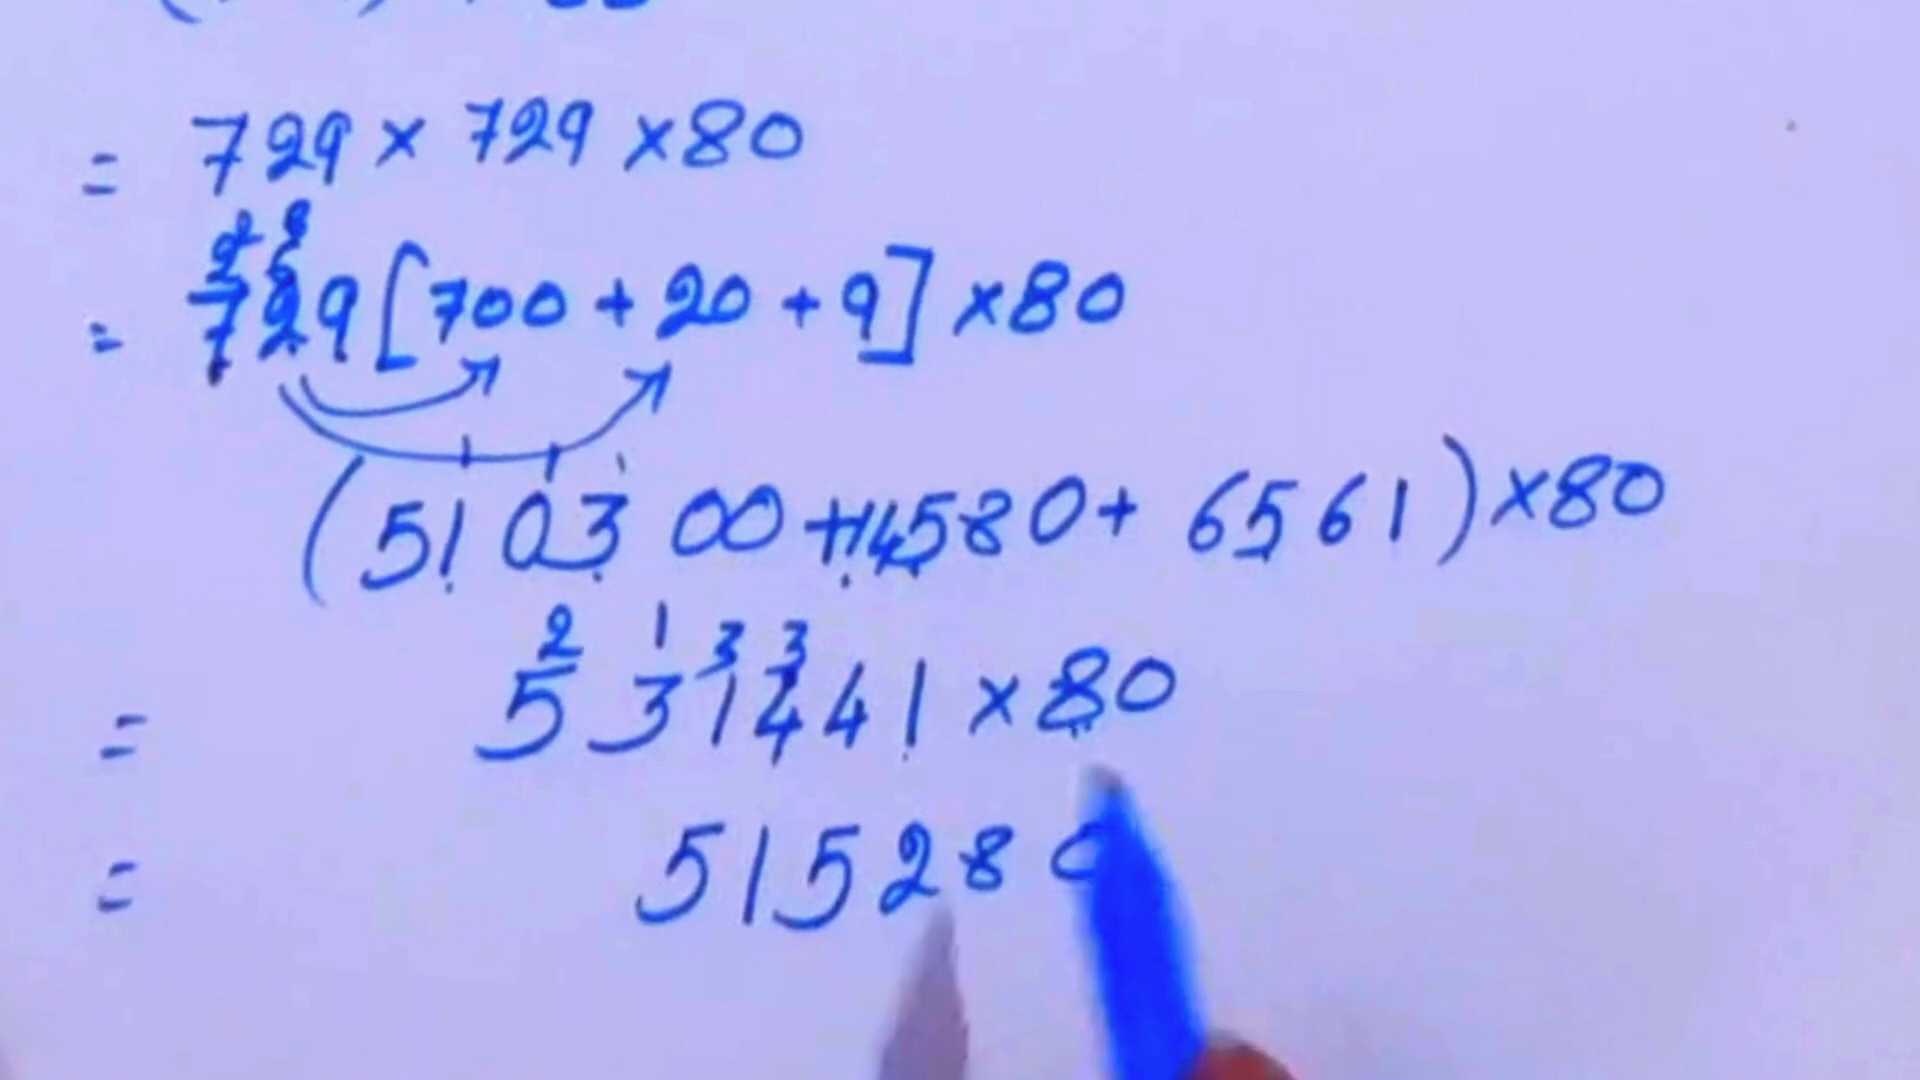 = 729 × 729 × 80
= 729 [700 + 20 + 9] × 80
(510300 + 14580 + 6561) × 80
= 531441 × 80
= 515280